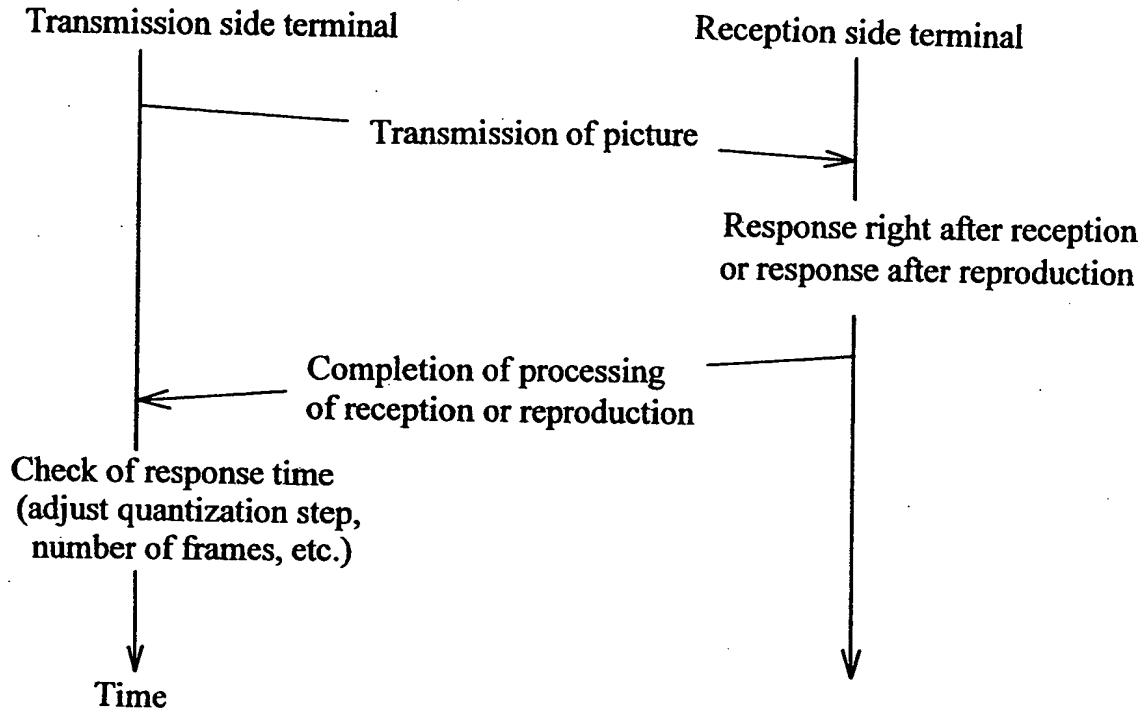 Transmission side terminal
Reception side terminal
Transmission of picture
Response right after reception
or response after reproduction
Completion of processing
of reception or reproduction
Check of response time
(adjust quantization step,
number of frames, etc.)
Time